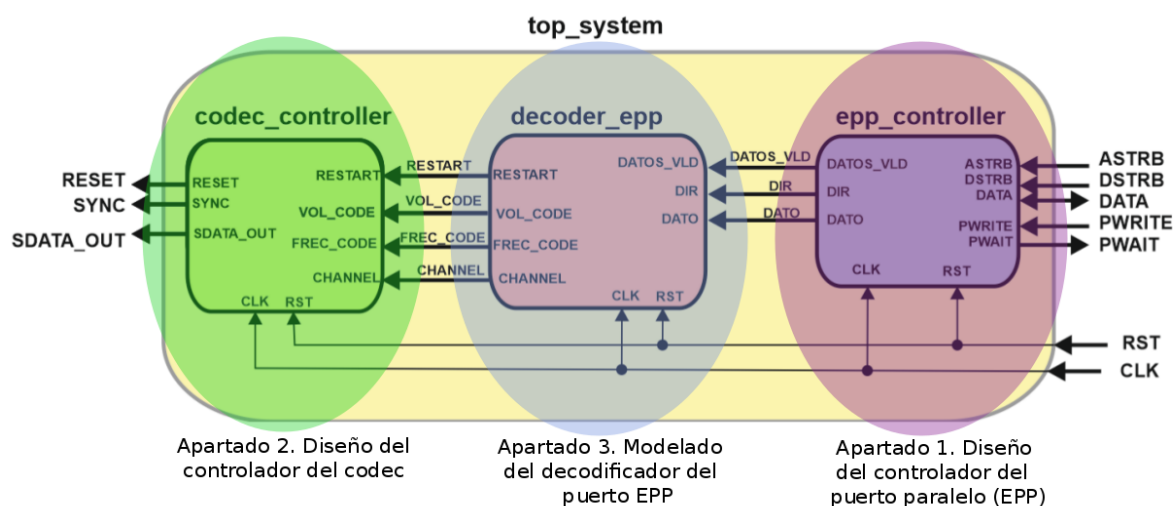 top_system
codec_controller
decoder_epp
epp_controller
RESET
SYNC
SDATA_OUT
RESET
SYNC
SDATA_OUT
RESTART
VOL_CODE
FREC_CODE
CHANNEL
CLK
RST
RESTART
VOL_CODE
FREC_CODE
CHANNEL
RESTART
VOL_CODE
FREC_CODE
CHANNEL
DATOS_VLD
DIR
DATO
CLK
RST
DATOS_VLD
DIR
DATO
DATOS_VLD
DIR
DATO
CLK
RST
ASTRB
DSTRB
DATA
PWRITE
PWAIT
ASTRB
DSTRB
DATA
PWRITE
PWAIT
RST
CLK
Apartado 2. Diseño del
controlador del codec
Apartado 3. Modelado
del decodificador del
puerto EPP
Apartado 1. Diseño
del controlador del
puerto paralelo (EPP)